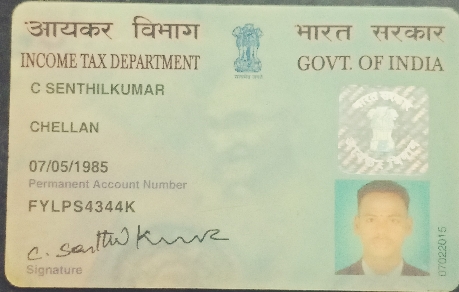 आयकर विभाग
भारत सरकार
INCOME TAX DEPARTMENT
GOVT. OF INDIA
C SENTHILKUMAR
CHELLAN
07/05/1985
Permanent Account Number
FYLPS4344K
C. Senthil Kumar
Signature
07022015